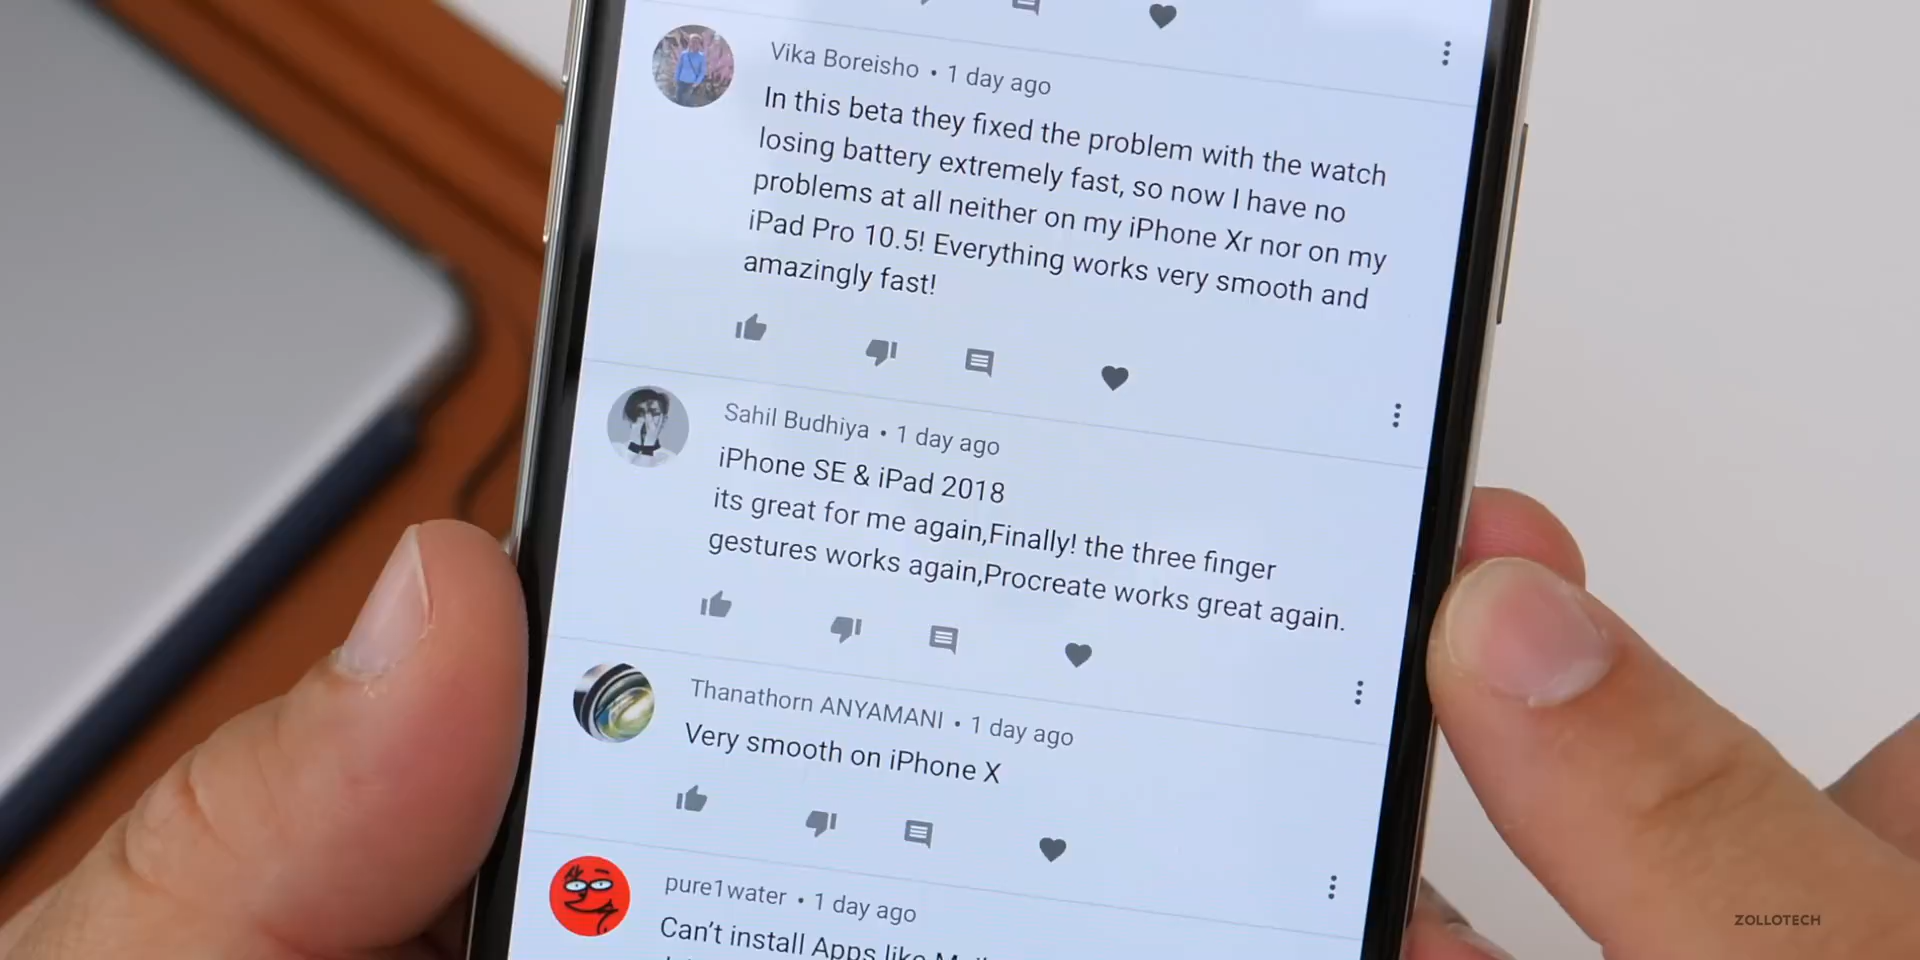 Vika Boreisho • 1 day ago
In this beta they fixed the problem with the watch
losing battery extremely fast, so now I have no
problems at all neither on my iPhone Xr nor on my
iPad Pro 10.5! Everything works very smooth and
amazingly fast!
Sahil Budhiya • 1 day ago
iPhone SE & iPad 2018
its great for me again,Finally! the three finger
gestures works again,Procreate works great again.
Thanathorn ANYAMANI • 1 day ago
Very smooth on iPhone X
pure1water • 1 day ago
Can't install Apps like
ZOLLOTECH